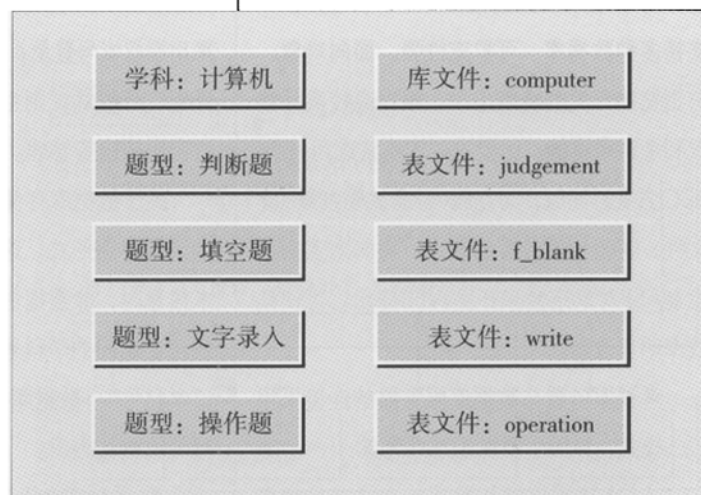 学科：计算机 库文件：computer
题型：判断题 表文件：judgement
题型：填空题 表文件：f_blank
题型：文字录入 表文件：write
题型：操作题 表文件：operation